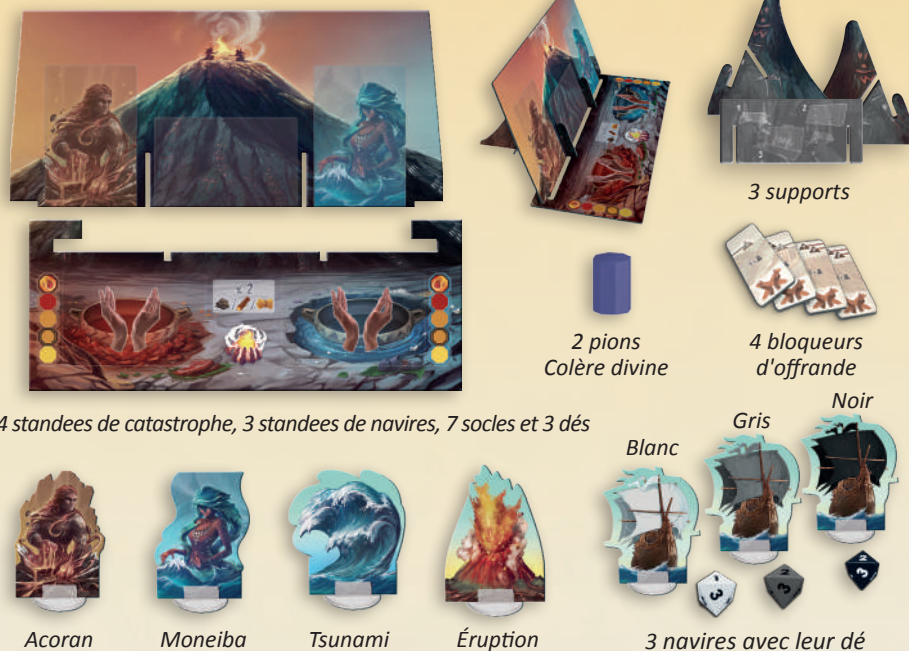 3 supports
x 2
2 pions
Colère divine
4 bloqueurs
d'offrande
4 standees de catastrophe, 3 standees de navires, 7 socles et 3 dés
Blanc
Gris
Noir
Acoran
Moneiba
Tsunami
Éruption
3 navires avec leur dé